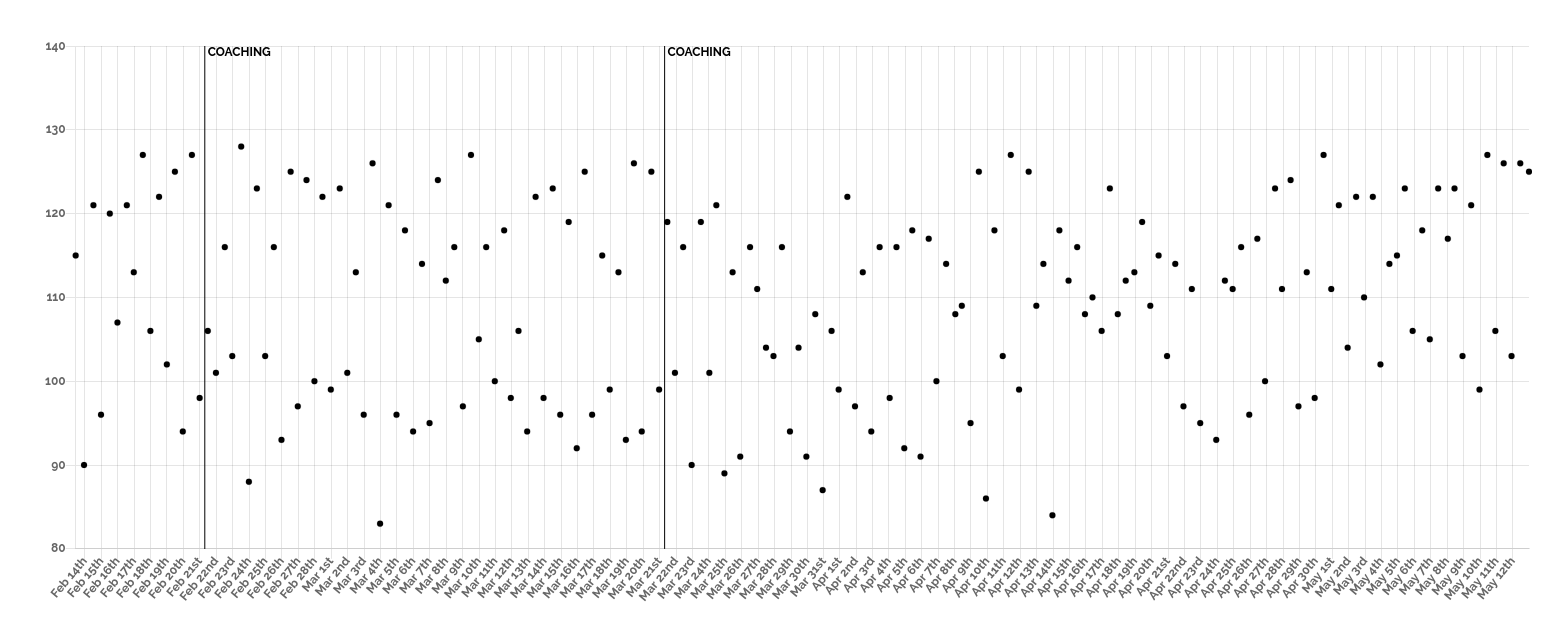 COACHING COACHING
140
130
120
110
100
90
80
Feb 14th
Feb 15th
Feb 16th
Feb 17th
Feb 18th
Feb 19th
Feb 20th
Feb 21st
Feb 22nd
Feb 23rd
Feb 24th
Feb 25th
Feb 26th
Feb 27th
Feb 28th
Mar 1st
Mar 2nd
Mar 3rd
Mar 4th
Mar 5th
Mar 6th
Mar 7th
Mar 8th
Mar 9th
Mar 10th
Mar 11th
Mar 12th
Mar 13th
Mar 14th
Mar 15th
Mar 16th
Mar 17th
Mar 18th
Mar 19th
Mar 20th
Mar 21st
Mar 22nd
Mar 23rd
Mar 24th
Mar 25th
Mar 26th
Mar 27th
Mar 28th
Mar 29th
Mar 30th
Mar 31st
Apr 1st
Apr 2nd
Apr 3rd
Apr 4th
Apr 5th
Apr 6th
Apr 7th
Apr 8th
Apr 9th
Apr 10th
Apr 11th
Apr 12th
Apr 13th
Apr 14th
Apr 15th
Apr 16th
Apr 17th
Apr 18th
Apr 19th
Apr 20th
Apr 21st
Apr 22nd
Apr 23rd
Apr 24th
Apr 25th
Apr 26th
Apr 27th
Apr 28th
Apr 29th
Apr 30th
May 1st
May 2nd
May 3rd
May 4th
May 5th
May 6th
May 7th
May 8th
May 9th
May 10th
May 11th
May 12th